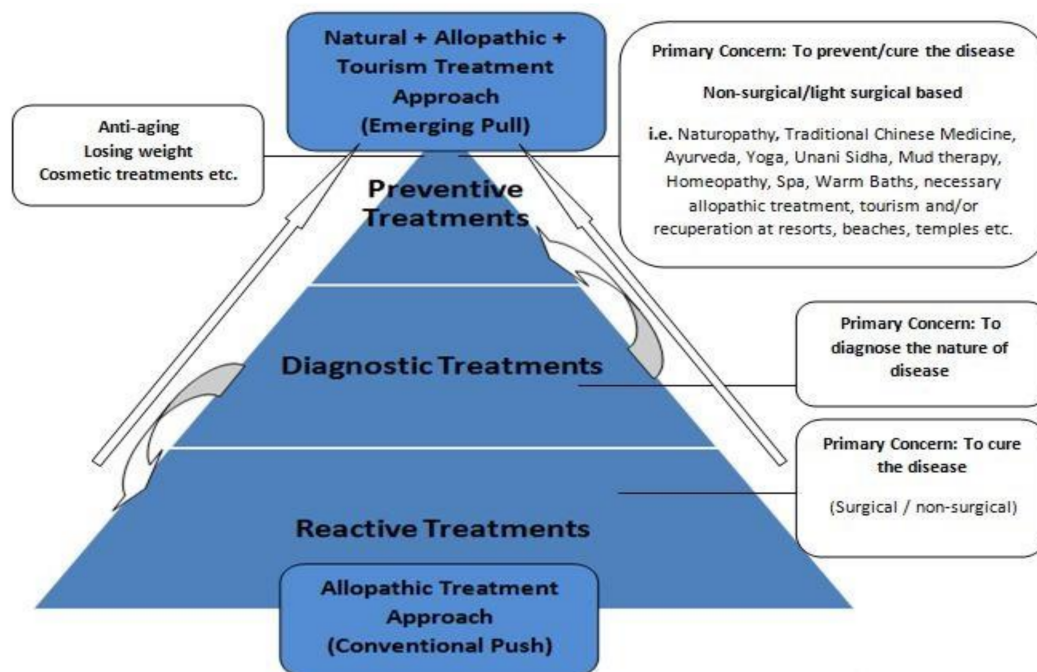 Natural + Allopathic +
Tourism Treatment
Approach
(Emerging Pull)
Primary Concern: To prevent/cure the disease
Non-surgical/light surgical based
i.e. Naturopathy, Traditional Chinese Medicine,
Ayurveda, Yoga, Unani Sidha, Mud therapy,
Homeopathy, Spa, Warm Baths, necessary
allopathic treatment, tourism and/or
recuperation at resorts, beaches, temples etc.
Anti-aging
Losing weight
Cosmetic treatments etc.
Preventive
Treatments
Diagnostic Treatments
Primary Concern: To
diagnose the nature of
disease
Primary Concern: To cure
the disease
(Surgical / non-surgical)
Reactive Treatments
Allopathic Treatment
Approach
(Conventional Push)